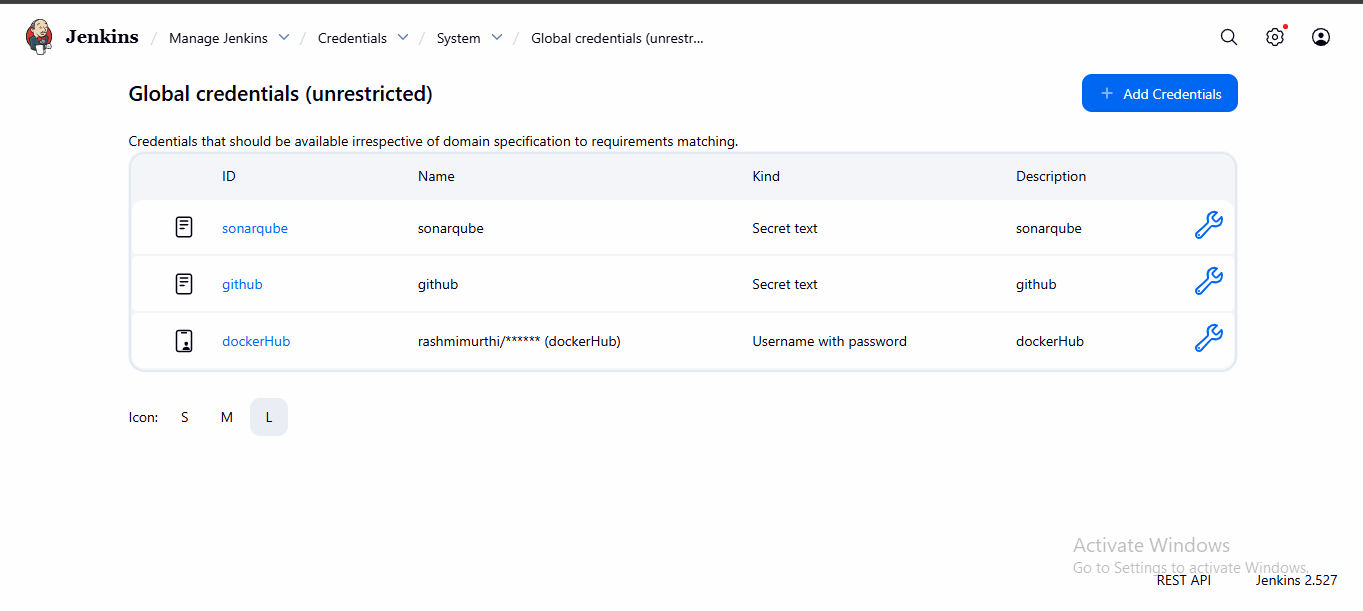 Jenkins / Manage Jenkins / Credentials / System / Global credentials (unrestr...
Global credentials (unrestricted)
+ Add Credentials
Credentials that should be available irrespective of domain specification to requirements matching.
ID Name Kind Description
sonarqube sonarqube Secret text sonarqube
github github Secret text github
dockerHub rashmimurthi/****** (dockerHub) Username with password dockerHub
Icon: S M L
Activate Windows
Go to Settings to activate Windows.
REST API Jenkins 2.527